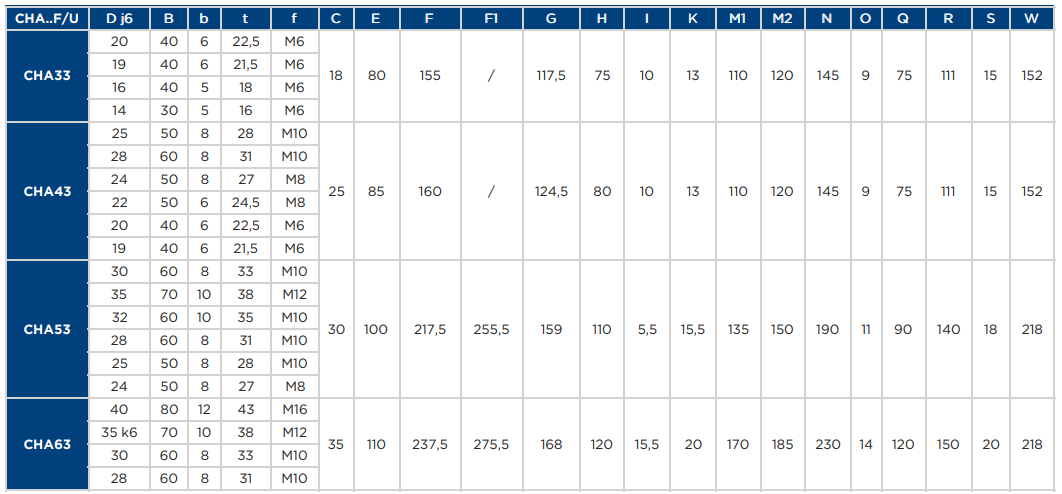 CHA..F/U D j6 B b t f C E F F1 G H I K M1 M2 N O Q R S W
CHA33 20 40 6 22,5 M6 18 80 155 / 117,5 75 10 13 110 120 145 9 75 111 15 152
19 40 6 21,5 M6
16 40 5 18 M6
14 30 5 16 M6
CHA43 25 50 8 28 M10 25 85 160 / 124,5 80 10 13 110 120 145 9 75 111 15 152
28 60 8 31 M10
24 50 8 27 M8
22 50 6 24,5 M8
20 40 6 22,5 M6
19 40 6 21,5 M6
CHA53 30 60 8 33 M10 30 100 217,5 255,5 159 110 5,5 15,5 135 150 190 11 90 140 18 218
35 70 10 38 M12
32 60 10 35 M10
28 60 8 31 M10
25 50 8 28 M10
24 50 8 27 M8
CHA63 40 80 12 43 M16 35 110 237,5 275,5 168 120 15,5 20 170 185 230 14 120 150 20 218
35 k6 70 10 38 M12
30 60 8 33 M10
28 60 8 31 M10